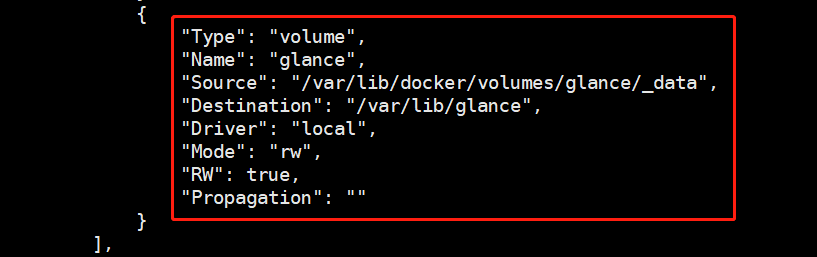 {
"Type": "volume",
"Name": "glance",
"Source": "/var/lib/docker/volumes/glance/_data",
"Destination": "/var/lib/glance",
"Driver": "local",
"Mode": "rw",
"RW": true,
"Propagation": ""
}
],